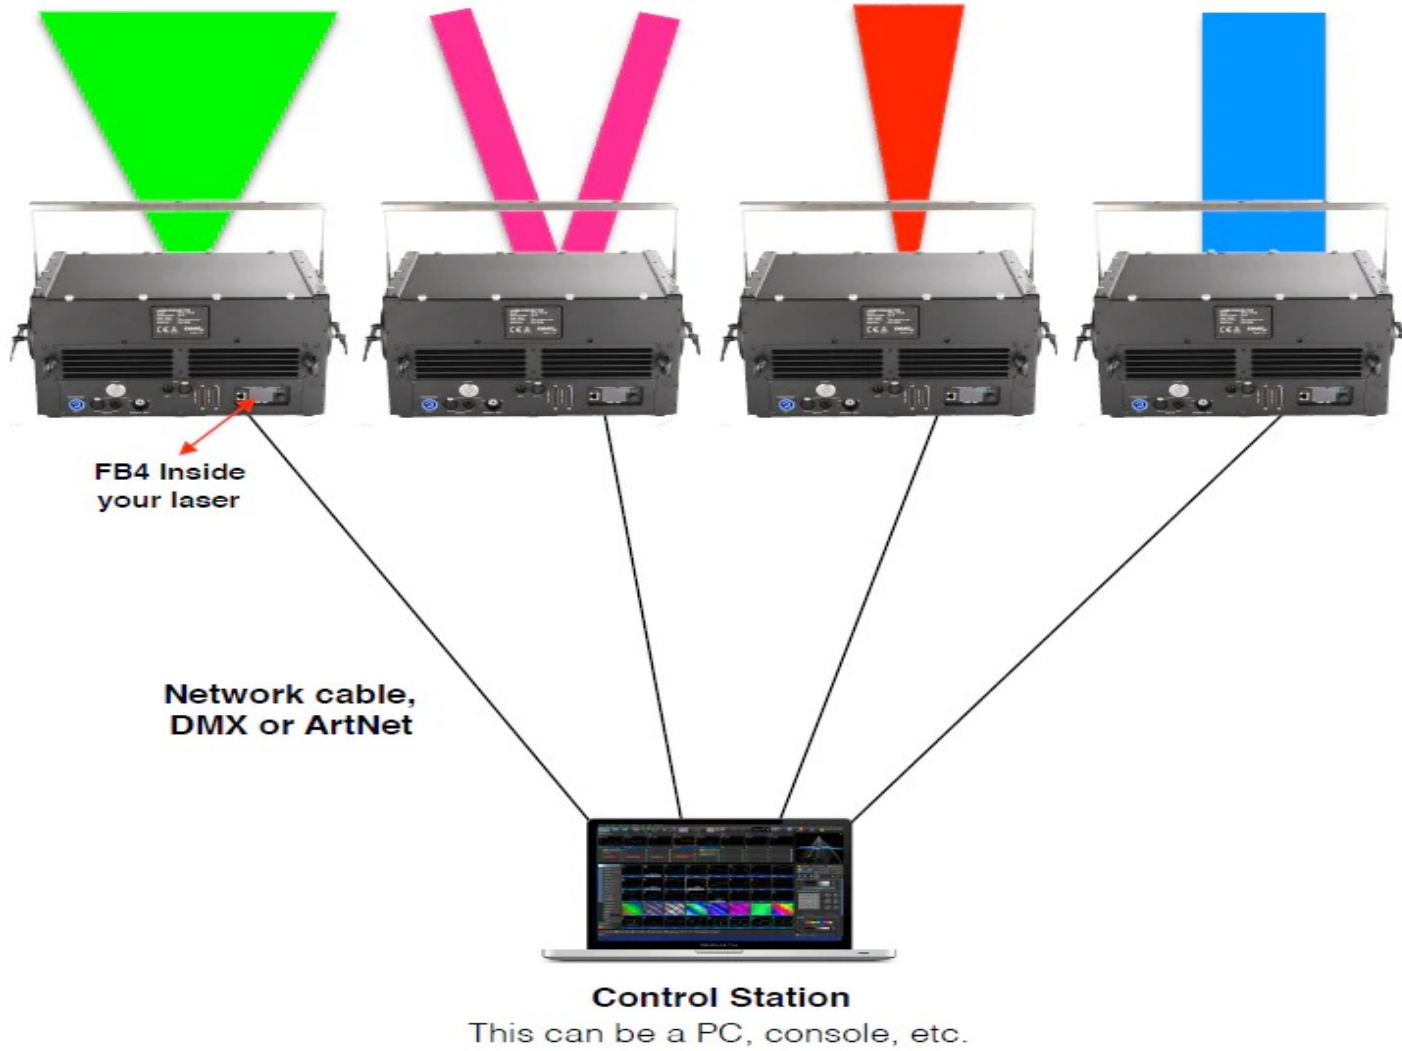 FB4 Inside
your laser
Network cable,
DMX or ArtNet
Control Station
This can be a PC, console, etc.